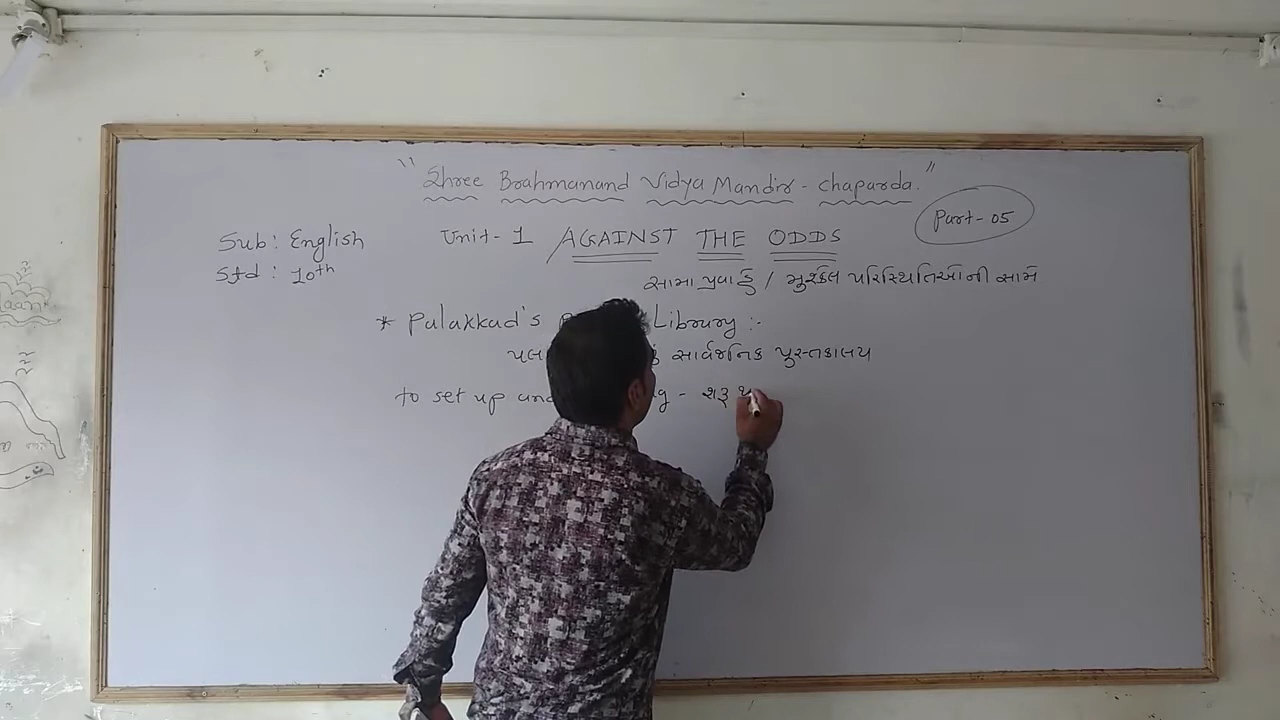 "Shree Brahmanand Vidya Mandir - Chaparda."
Part-05
Sub: English
Unit-1 AGAINST THE ODDS
Std : 10th
સામા પ્રવાહે / મુશ્કેલ પરિસ્થિતિઓની સામે
* Palakkad's Library :-
સાર્વજનિક પુસ્તકાલય
to set up - શરૂ